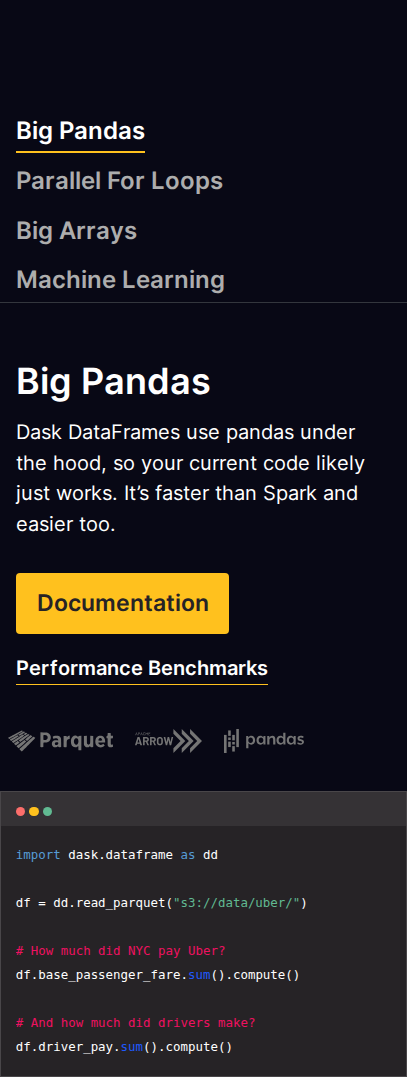 Big Pandas
Parallel For Loops
Big Arrays
Machine Learning
Big Pandas
Dask DataFrames use pandas under
the hood, so your current code likely
just works. It’s faster than Spark and
easier too.
Documentation
Performance Benchmarks
Parquet
APACHE
ARROW
pandas
import dask.dataframe as dd
df = dd.read_parquet("s3://data/uber/")
# How much did NYC pay Uber?
df.base_passenger_fare.sum().compute()
# And how much did drivers make?
df.driver_pay.sum().compute()